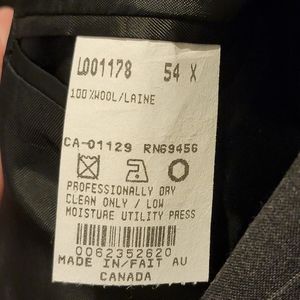 L001178 54 X
100%WOOL/LAINE
CA-01129 RN69456
PROFESSIONALLY DRY
CLEAN ONLY / LOW
MOISTURE UTILITY PRESS
0062352620
MADE IN/FAIT AU
CANADA